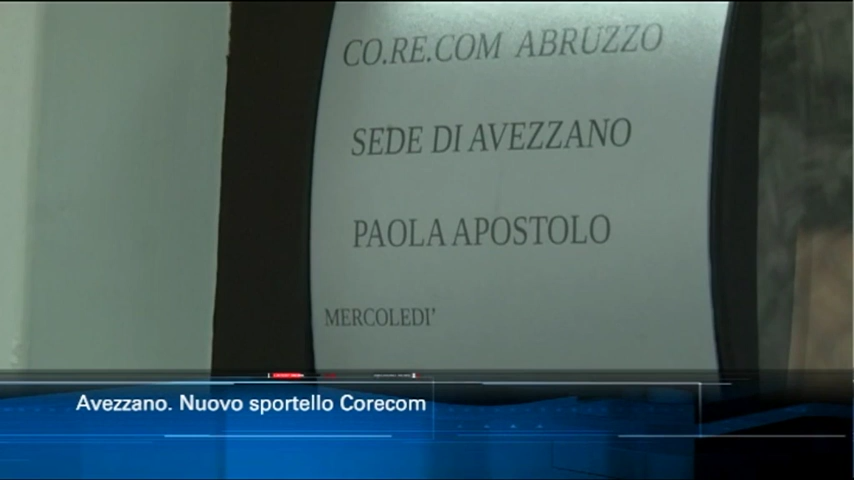 CO.RE.COM ABRUZZO
SEDE DI AVEZZANO
PAOLA APOSTOLO
MERCOLEDI'
Avezzano. Nuovo sportello Corecom